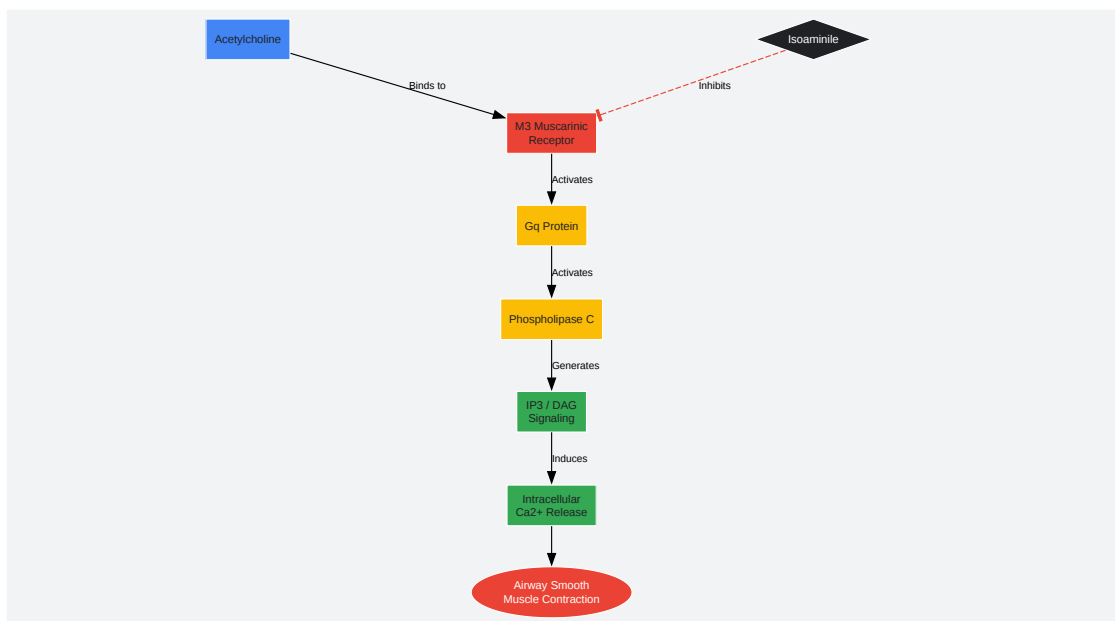 Acetylcholine
Isoaminile
Binds to
Inhibits
M3 Muscarinic
Receptor
Activates
Gq Protein
Activates
Phospholipase C
Generates
IP3 / DAG
Signaling
Induces
Intracellular
Ca2+ Release
Airway Smooth
Muscle Contraction